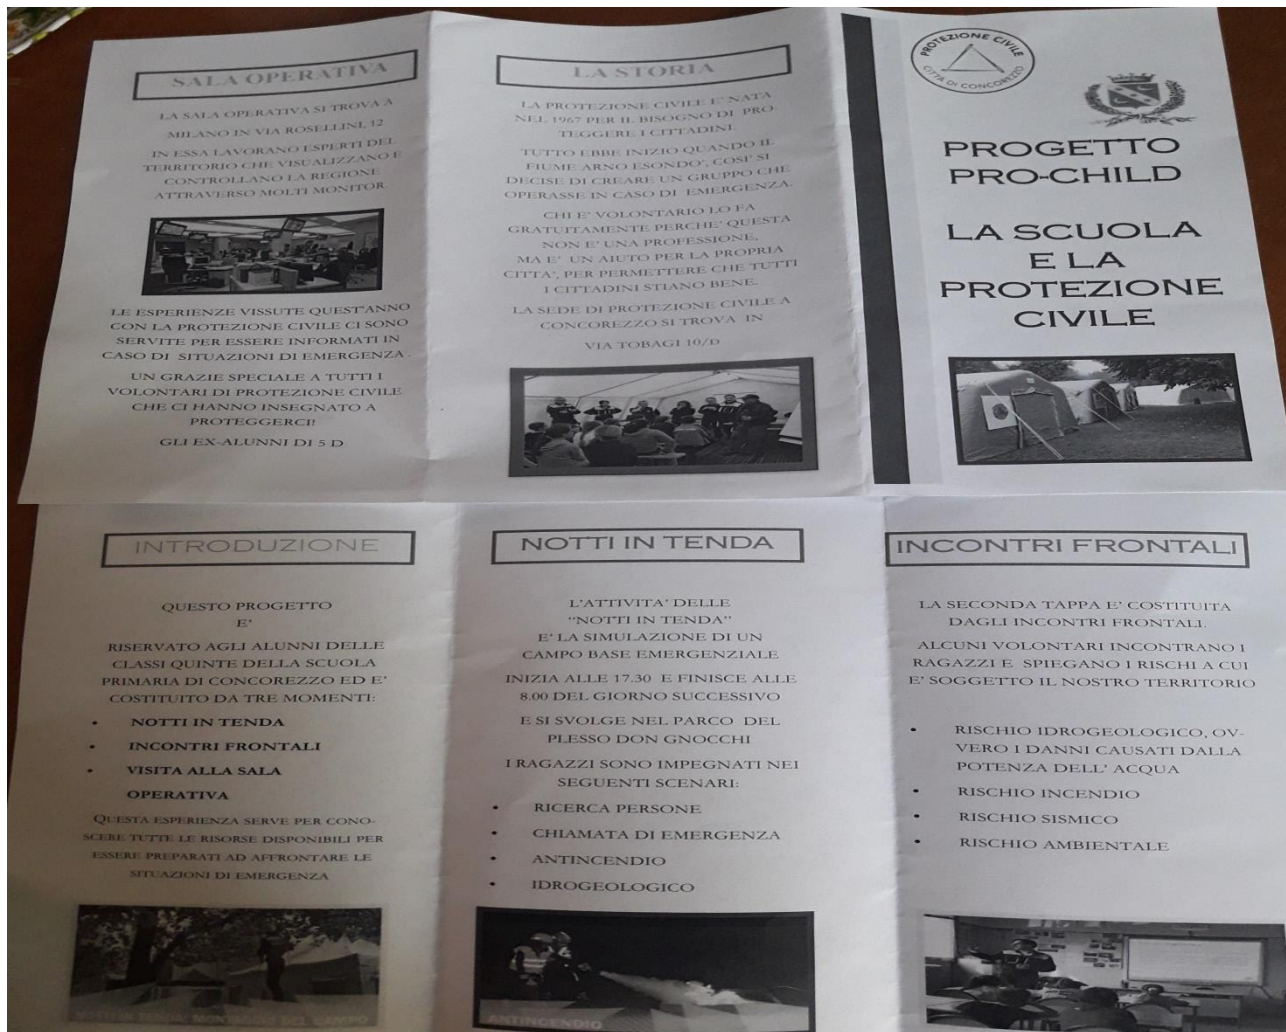 SALA OPERATIVA
LA SALA OPERATIVA SI TROVA A
MILANO IN VIA ROSELLINI, 12
IN ESSA LAVORANO ESPERTI DEL
TERRITORIO CHE VISUALIZZANO E
CONTROLLANO LA REGIONE
ATTRAVERSO MOLTI MONITOR.
LE ESPERIENZE VISSUTE QUEST'ANNO
CON LA PROTEZIONE CIVILE CI SONO
SERVITE PER ESSERE INFORMATI IN
CASO DI SITUAZIONI DI EMERGENZA.
UN GRAZIE SPECIALE A TUTTI I
VOLONTARI DI PROTEZIONE CIVILE
CHE CI HANNO INSEGNATO A
PROTEGGERCI!
GLI EX-ALUNNI DI 5 D
LA STORIA
LA PROTEZIONE CIVILE E' NATA
NEL 1967 PER IL BISOGNO DI PRO-
TEGGERE I CITTADINI.
TUTTO EBBE INIZIO QUANDO IL
FIUME ARNO ESONDO', COSI' SI
DECISE DI CREARE UN GRUPPO CHE
OPERASSE IN CASO DI EMERGENZA.
CHI E' VOLONTARIO LO FA
GRATUITAMENTE PERCHE' QUESTA
NON E' UNA PROFESSIONE,
MA E' UN AIUTO PER LA PROPRIA
CITTA', PER PERMETTERE CHE TUTTI
I CITTADINI STIANO BENE.
LA SEDE DI PROTEZIONE CIVILE A
CONCOREZZO SI TROVA IN
VIA TOBAGI 10/D
PROTEZIONE CIVILE
CITTA DI CONCOREZZO
PROGETTO
PRO-CHILD
LA SCUOLA
E LA
PROTEZIONE
CIVILE
INTRODUZIONE
QUESTO PROGETTO
E'
RISERVATO AGLI ALUNNI DELLE
CLASSI QUINTE DELLA SCUOLA
PRIMARIA DI CONCOREZZO ED E'
COSTITUITO DA TRE MOMENTI:
• NOTTI IN TENDA
• INCONTRI FRONTALI
• VISITA ALLA SALA
OPERATIVA
QUESTA ESPERIENZA SERVE PER CONO-
SCERE TUTTE LE RISORSE DISPONIBILI PER
ESSERE PREPARATI AD AFFRONTARE LE
SITUAZIONI DI EMERGENZA
NOTTI IN TENDA: MONTAGGIO DEL CAMPO
NOTTI IN TENDA
L'ATTIVITA' DELLE
"NOTTI IN TENDA"
E' LA SIMULAZIONE DI UN
CAMPO BASE EMERGENZIALE
INIZIA ALLE 17.30 E FINISCE ALLE
8.00 DEL GIORNO SUCCESSIVO
E SI SVOLGE NEL PARCO DEL
PLESSO DON GNOCCHI
I RAGAZZI SONO IMPEGNATI NEI
SEGUENTI SCENARI:
• RICERCA PERSONE
• CHIAMATA DI EMERGENZA
• ANTINCENDIO
• IDROGEOLOGICO
ANTINCENDIO
INCONTRI FRONTALI
LA SECONDA TAPPA E' COSTITUITA
DAGLI INCONTRI FRONTALI.
ALCUNI VOLONTARI INCONTRANO I
RAGAZZI E SPIEGANO I RISCHI A CUI
E' SOGGETTO IL NOSTRO TERRITORIO
• RISCHIO IDROGEOLOGICO, OV-
VERO I DANNI CAUSATI DALLA
POTENZA DELL' ACQUA
• RISCHIO INCENDIO
• RISCHIO SISMICO
• RISCHIO AMBIENTALE